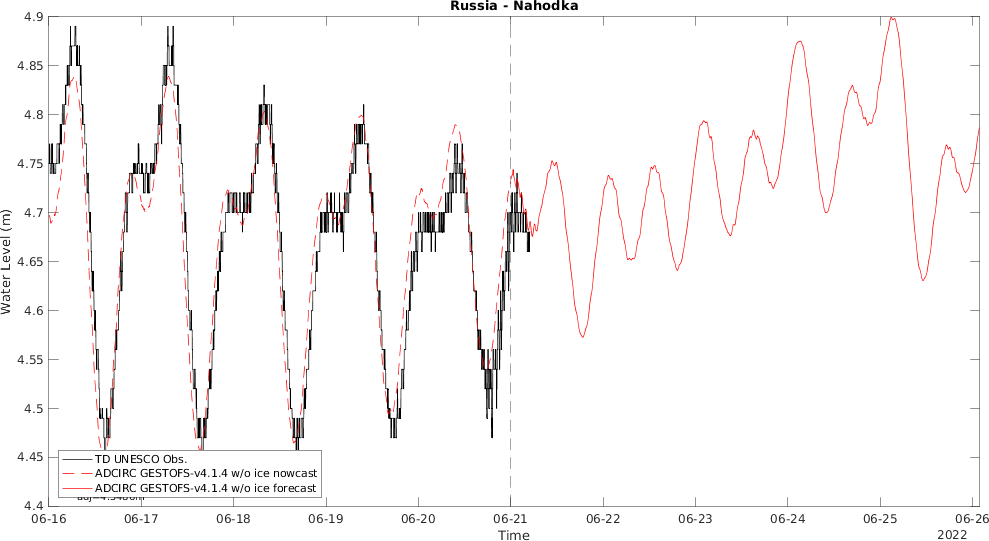 Russia - Nahodka
4.9
4.85
4.8
4.75
4.7
4.65
4.6
4.55
4.5
4.45
4.4
Water Level (m)
TD UNESCO Obs.
ADCIRC GESTOFS-v4.1.4 w/o ice nowcast
ADCIRC GESTOFS-v4.1.4 w/o ice forecast
06-16 06-17 06-18 06-19 06-20 06-21 06-22 06-23 06-24 06-25 06-26
Time
2022